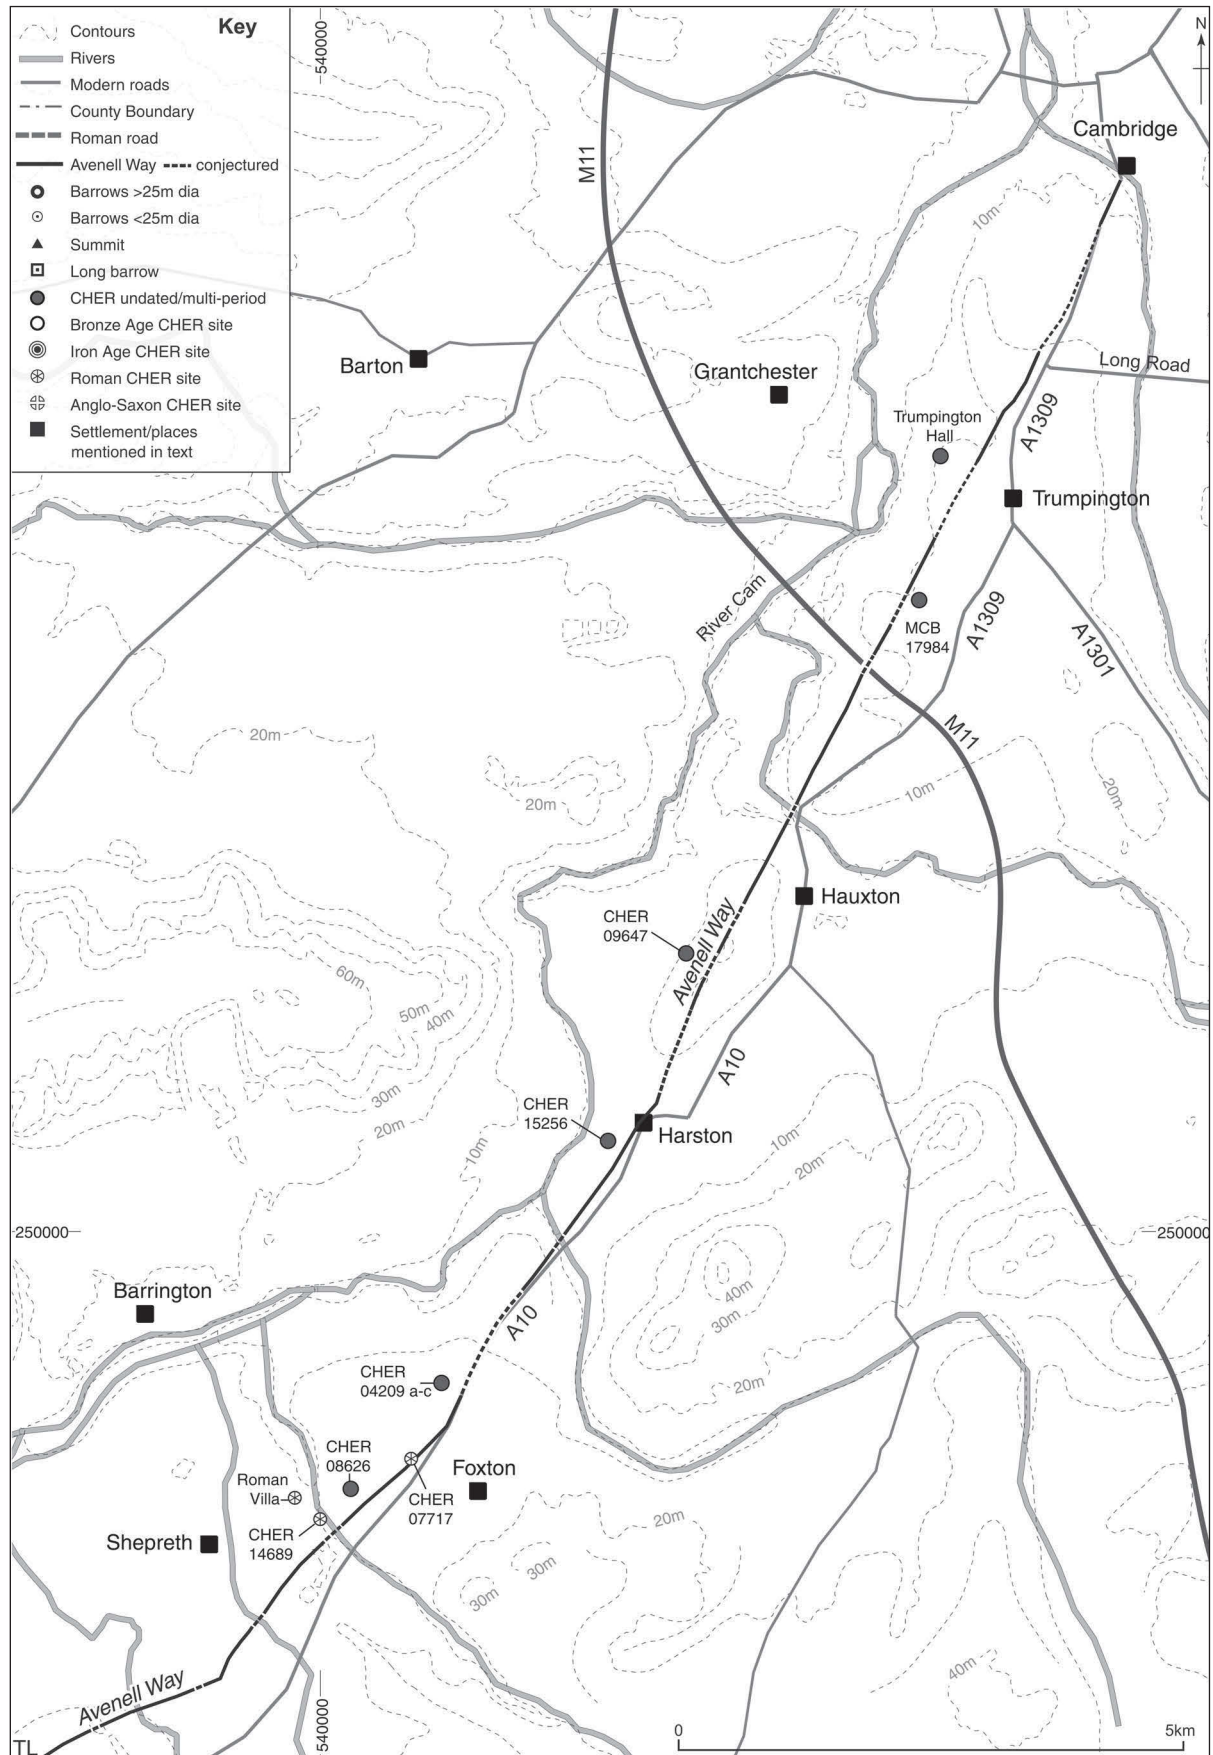 Key
Contours
Rivers
Modern roads
County Boundary
Roman road
Avenell Way conjectured
Barrows >25m dia
Barrows <25m dia
Summit
Long barrow
CHER undated/multi-period
Bronze Age CHER site
Iron Age CHER site
Roman CHER site
Anglo-Saxon CHER site
Settlement/places
mentioned in text
540000
N
M11
Cambridge
10m
Barton
Grantchester
Long Road
A1309
Trumpington
Hall
Trumpington
River Cam
MCB
17984
A1309
A1301
20m
20m
M11
10m
20m
Hauxton
CHER
09647
Avenell Way
60m
50m
40m
30m
20m
10m
A10
CHER
15256
Harston
10m
20m
250000
250000
40m
30m
20m
Barrington
A10
CHER
04209 a-c
CHER
08626
Roman
Villa
CHER
14689
CHER
07717
Foxton
Shepreth
20m
30m
30m
40m
Avenell Way
TL
540000
0
5km